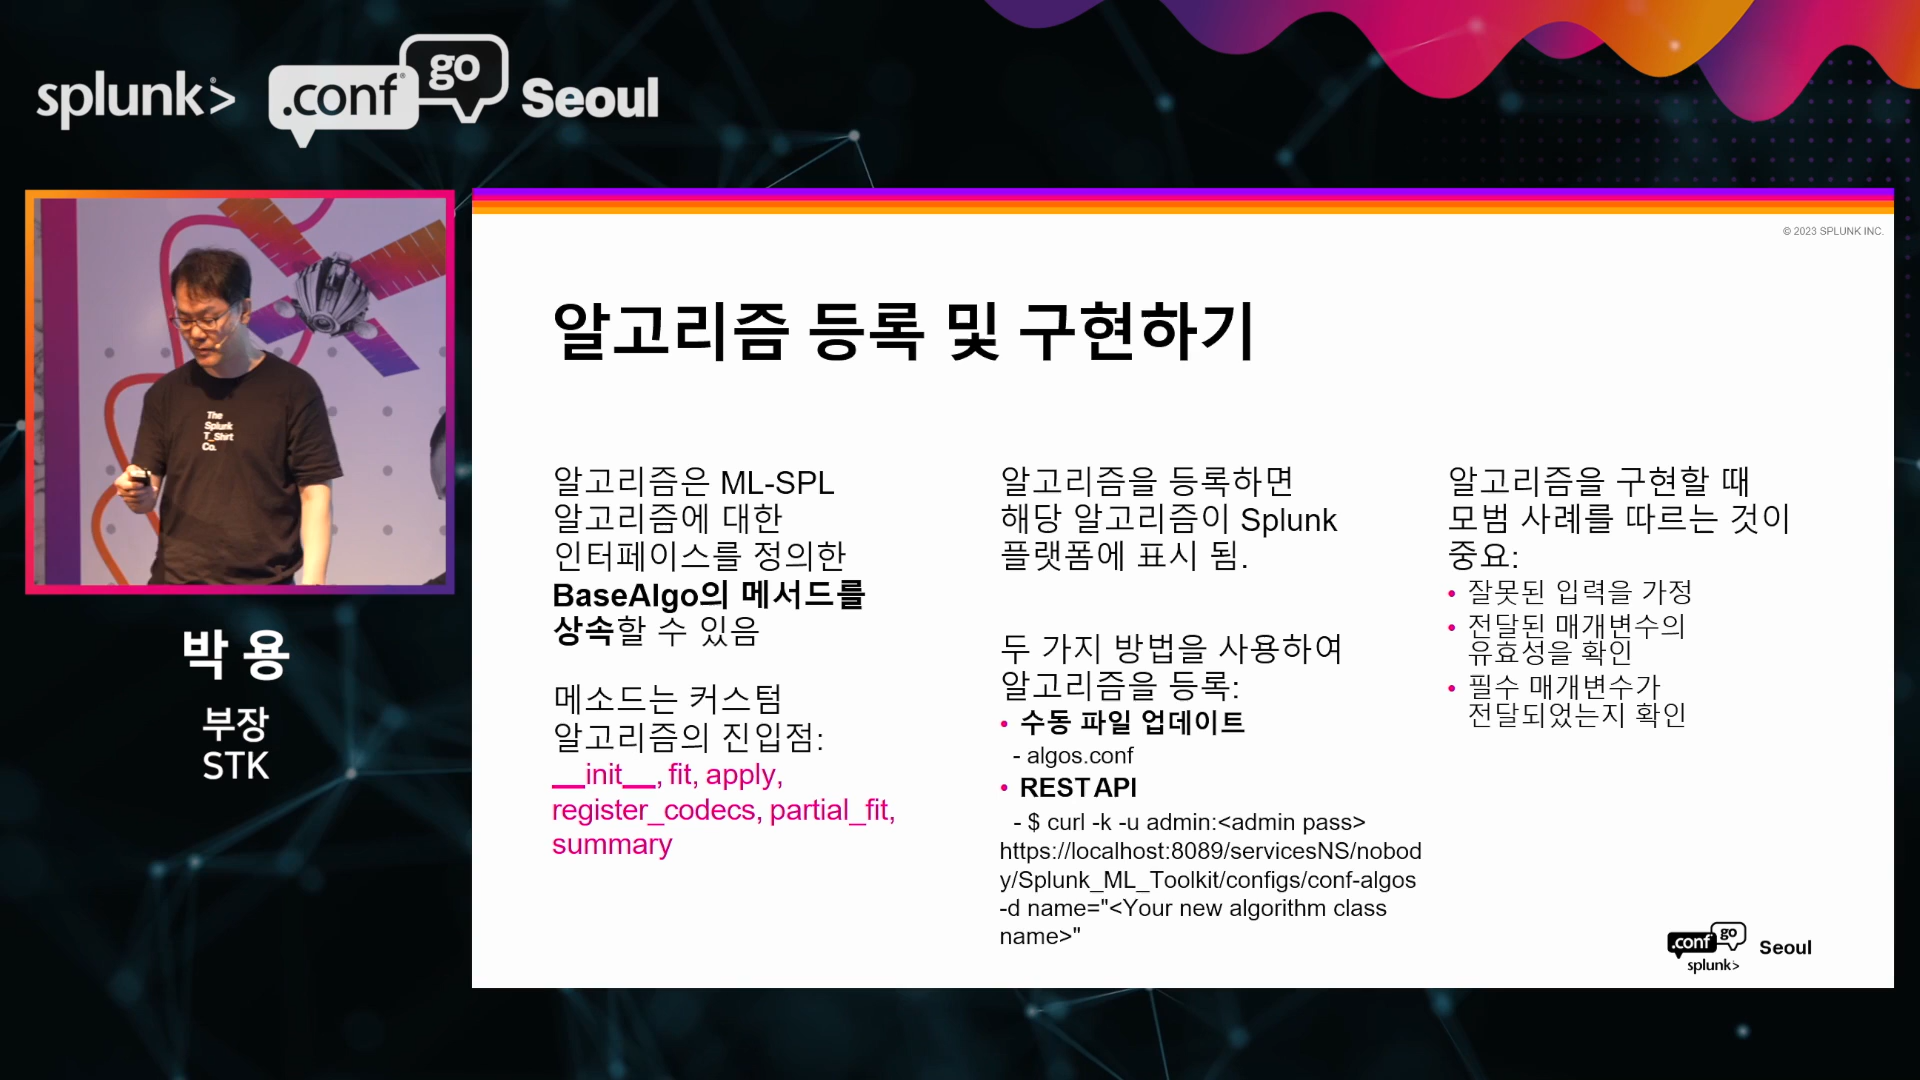 splunk> .conf go Seoul
The
Splunk
T_Shirt
Co.
박 용
부장
STK
© 2023 SPLUNK INC.
알고리즘 등록 및 구현하기
알고리즘은 ML-SPL
알고리즘에 대한
인터페이스를 정의한
BaseAlgo의 메서드를
상속할 수 있음
메소드는 커스텀
알고리즘의 진입점:
__init__, fit, apply,
register_codecs, partial_fit,
summary
알고리즘을 등록하면
해당 알고리즘이 Splunk
플랫폼에 표시 됨.
두 가지 방법을 사용하여
알고리즘을 등록:
• 수동 파일 업데이트
- algos.conf
• REST API
- $ curl -k -u admin:<admin pass>
https://localhost:8089/servicesNS/nobod
y/Splunk_ML_Toolkit/configs/conf-algos
-d name="<Your new algorithm class
name>"
알고리즘을 구현할 때
모범 사례를 따르는 것이
중요:
• 잘못된 입력을 가정
• 전달된 매개변수의
유효성을 확인
• 필수 매개변수가
전달되었는지 확인
.conf go
splunk>
Seoul